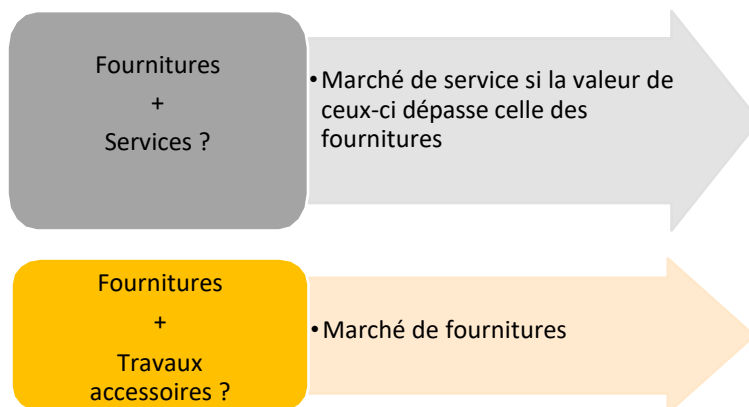 Fournitures
+
Services ?
•Marché de service si la valeur de
ceux-ci dépasse celle des
fournitures
Fournitures
+
Travaux
accessoires ?
•Marché de fournitures